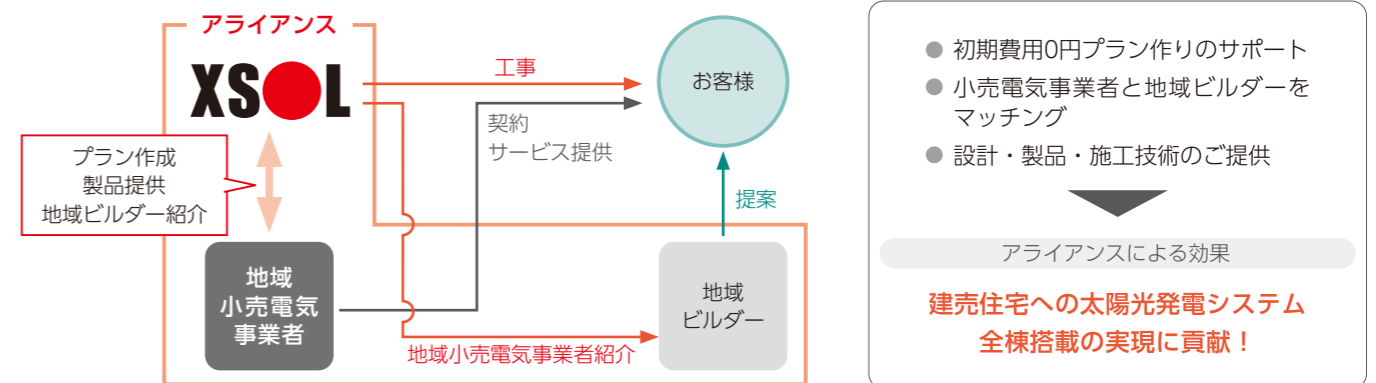 アライアンス
XSOL
工事
お客様
契約
サービス提供
プラン作成
製品提供
地域ビルダー紹介
提案
地域
小売電気
事業者
地域
ビルダー
地域小売電気事業者紹介
● 初期費用0円プラン作りのサポート
● 小売電気事業者と地域ビルダーを
マッチング
● 設計・製品・施工技術のご提供
アライアンスによる効果
建売住宅への太陽光発電システム
全棟搭載の実現に貢献！